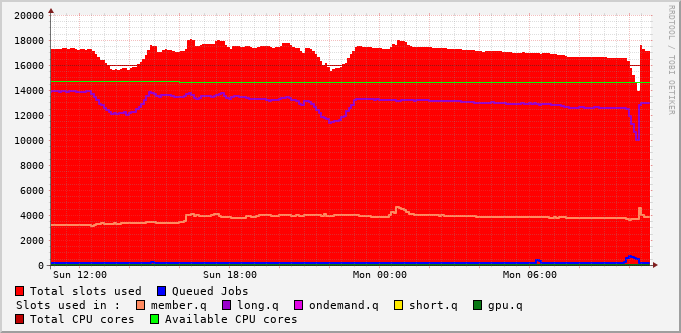 20000
18000
16000
14000
12000
10000
8000
6000
4000
2000
0
Sun 12:00 Sun 18:00 Mon 00:00 Mon 06:00
RRDTOOL / TOBI OETIKER
Total slots used Queued Jobs
Slots used in : member.q long.q ondemand.q short.q gpu.q
Total CPU cores Available CPU cores